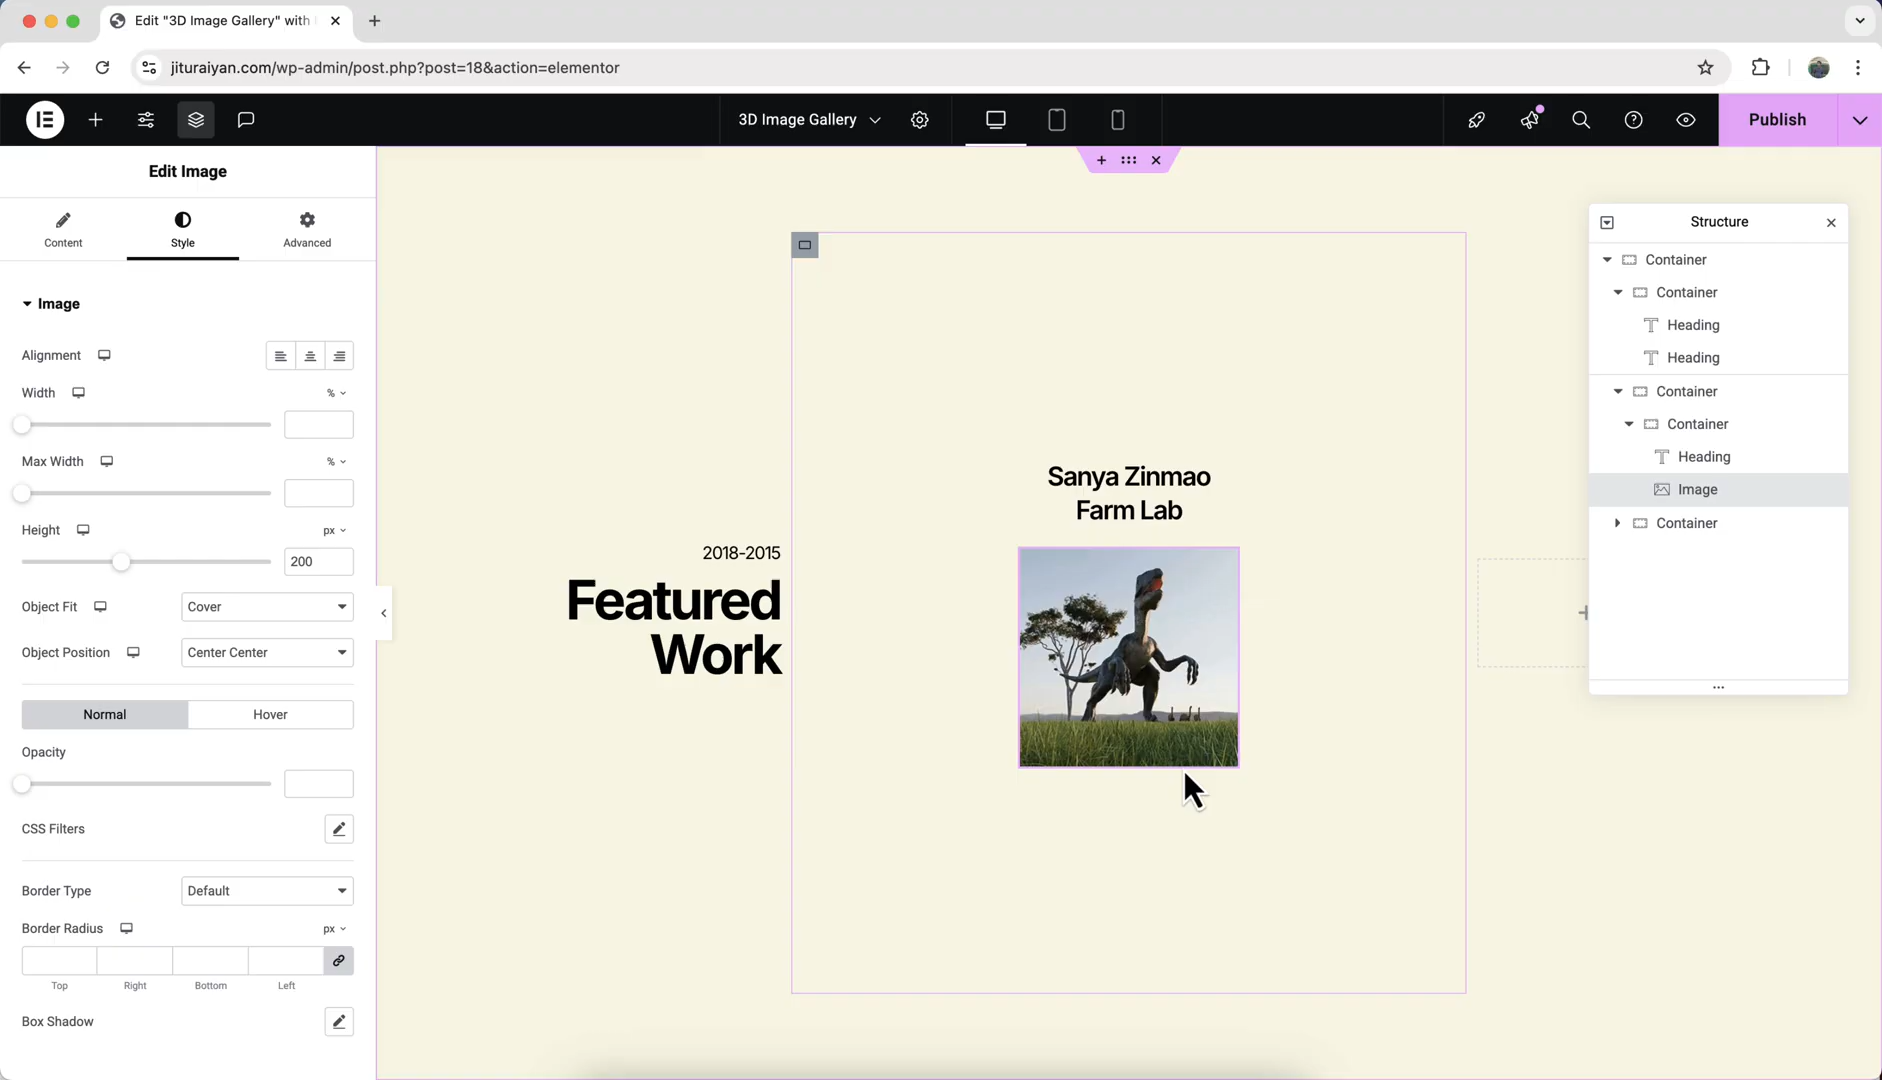 Edit "3D Image Gallery" with
jituraiyan.com/wp-admin/post.php?post=18&action=elementor
3D Image Gallery
Publish
Edit Image
Content
Style
Advanced
Image
Alignment
Width
%
Max Width
%
Height
px
200
Object Fit
Cover
Object Position
Center Center
Normal
Hover
Opacity
CSS Filters
Border Type
Default
Border Radius
px
Top
Right
Bottom
Left
Box Shadow
2018-2015
Featured
Work
Sanya Zinmao
Farm Lab
Structure
Container
Container
Heading
Heading
Container
Container
Heading
Image
Container